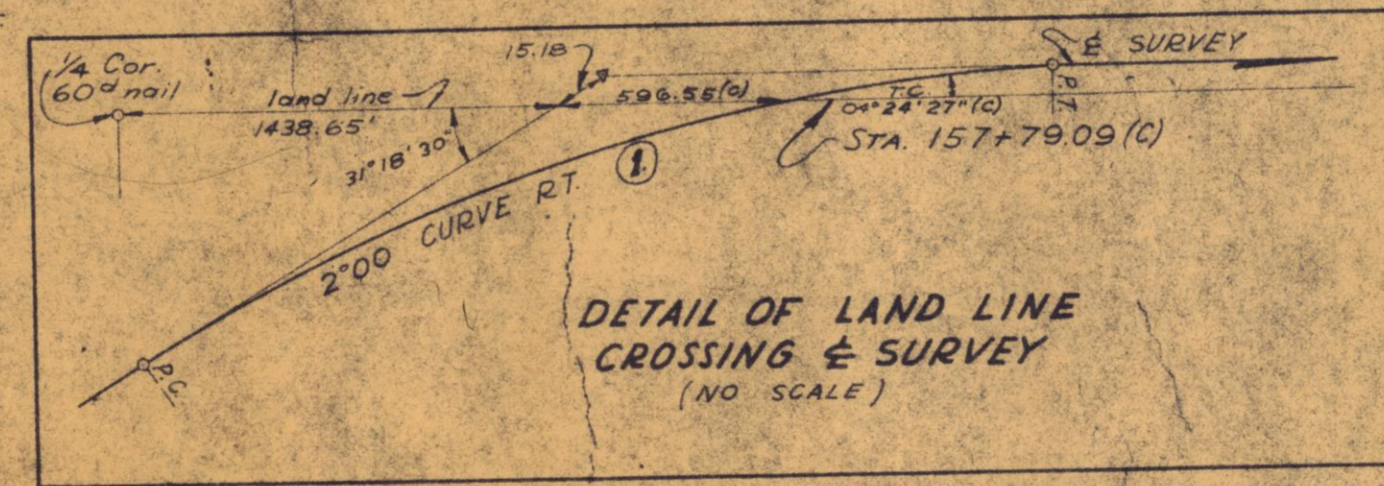 1/4 Cor.
60d nail
land line
1438.65'
31°18'30"
15.18
596.55(C)
T.C.
04°24'27"(C)
℄ SURVEY
P.T.
STA. 157+79.09(C)
2°00 CURVE RT.
1
P.C.
DETAIL OF LAND LINE
CROSSING ℄ SURVEY
(NO SCALE)